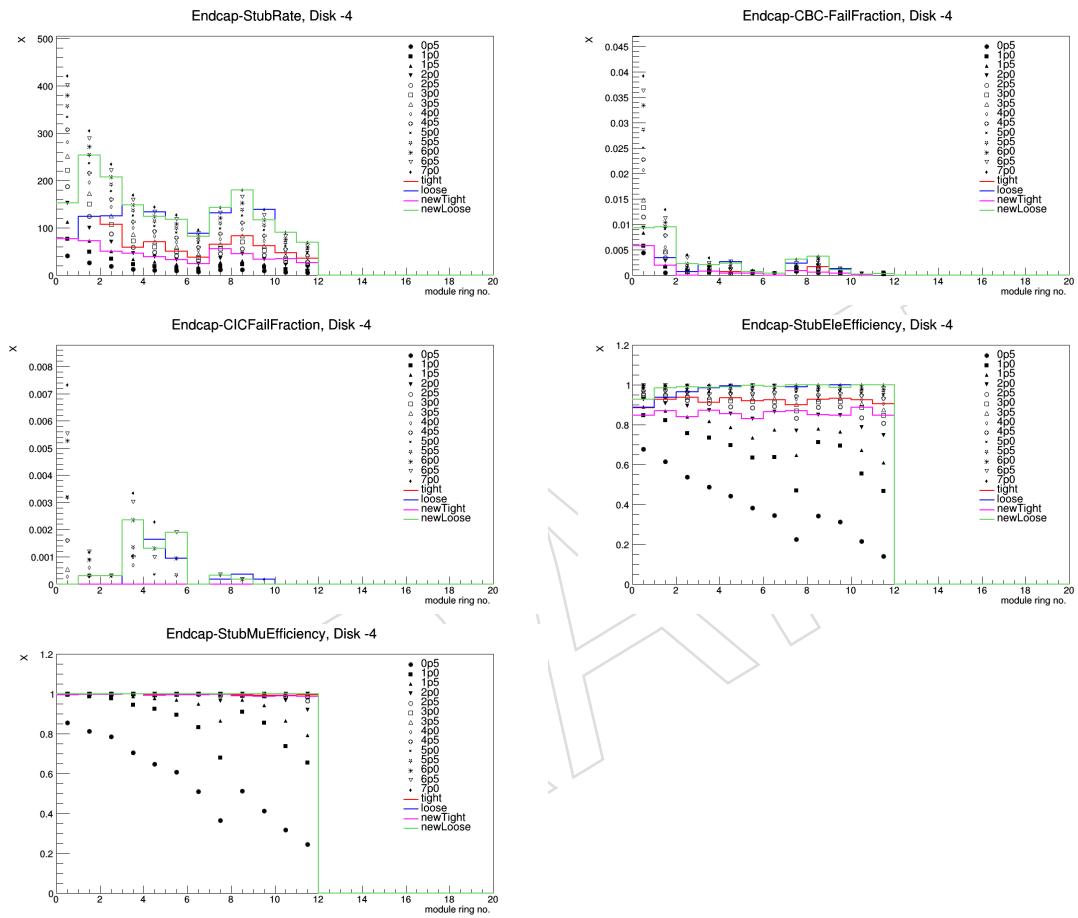 Endcap-StubRate, Disk -4
X
500
400
300
200
100
0
0 2 4 6 8 10 12 14 16 18 20
module ring no.
0p5
1p0
1p5
2p0
2p5
3p0
3p5
4p0
4p5
5p0
5p5
6p0
6p5
7p0
tight
loose
newTight
newLoose
Endcap-CBC-FailFraction, Disk -4
X
0.045
0.04
0.035
0.03
0.025
0.02
0.015
0.01
0.005
0
0 2 4 6 8 10 12 14 16 18 20
module ring no.
0p5
1p0
1p5
2p0
2p5
3p0
3p5
4p0
4p5
5p0
5p5
6p0
6p5
7p0
tight
loose
newTight
newLoose
Endcap-CICFailFraction, Disk -4
X
0.008
0.007
0.006
0.005
0.004
0.003
0.002
0.001
0
0 2 4 6 8 10 12 14 16 18 20
module ring no.
0p5
1p0
1p5
2p0
2p5
3p0
3p5
4p0
4p5
5p0
5p5
6p0
6p5
7p0
tight
loose
newTight
newLoose
Endcap-StubEleEfficiency, Disk -4
X
1.2
1
0.8
0.6
0.4
0.2
0
0 2 4 6 8 10 12 14 16 18 20
module ring no.
0p5
1p0
1p5
2p0
2p5
3p0
3p5
4p0
4p5
5p0
5p5
6p0
6p5
7p0
tight
loose
newTight
newLoose
Endcap-StubMuEfficiency, Disk -4
X
1.2
1
0.8
0.6
0.4
0.2
0
0 2 4 6 8 10 12 14 16 18 20
module ring no.
0p5
1p0
1p5
2p0
2p5
3p0
3p5
4p0
4p5
5p0
5p5
6p0
6p5
7p0
tight
loose
newTight
newLoose